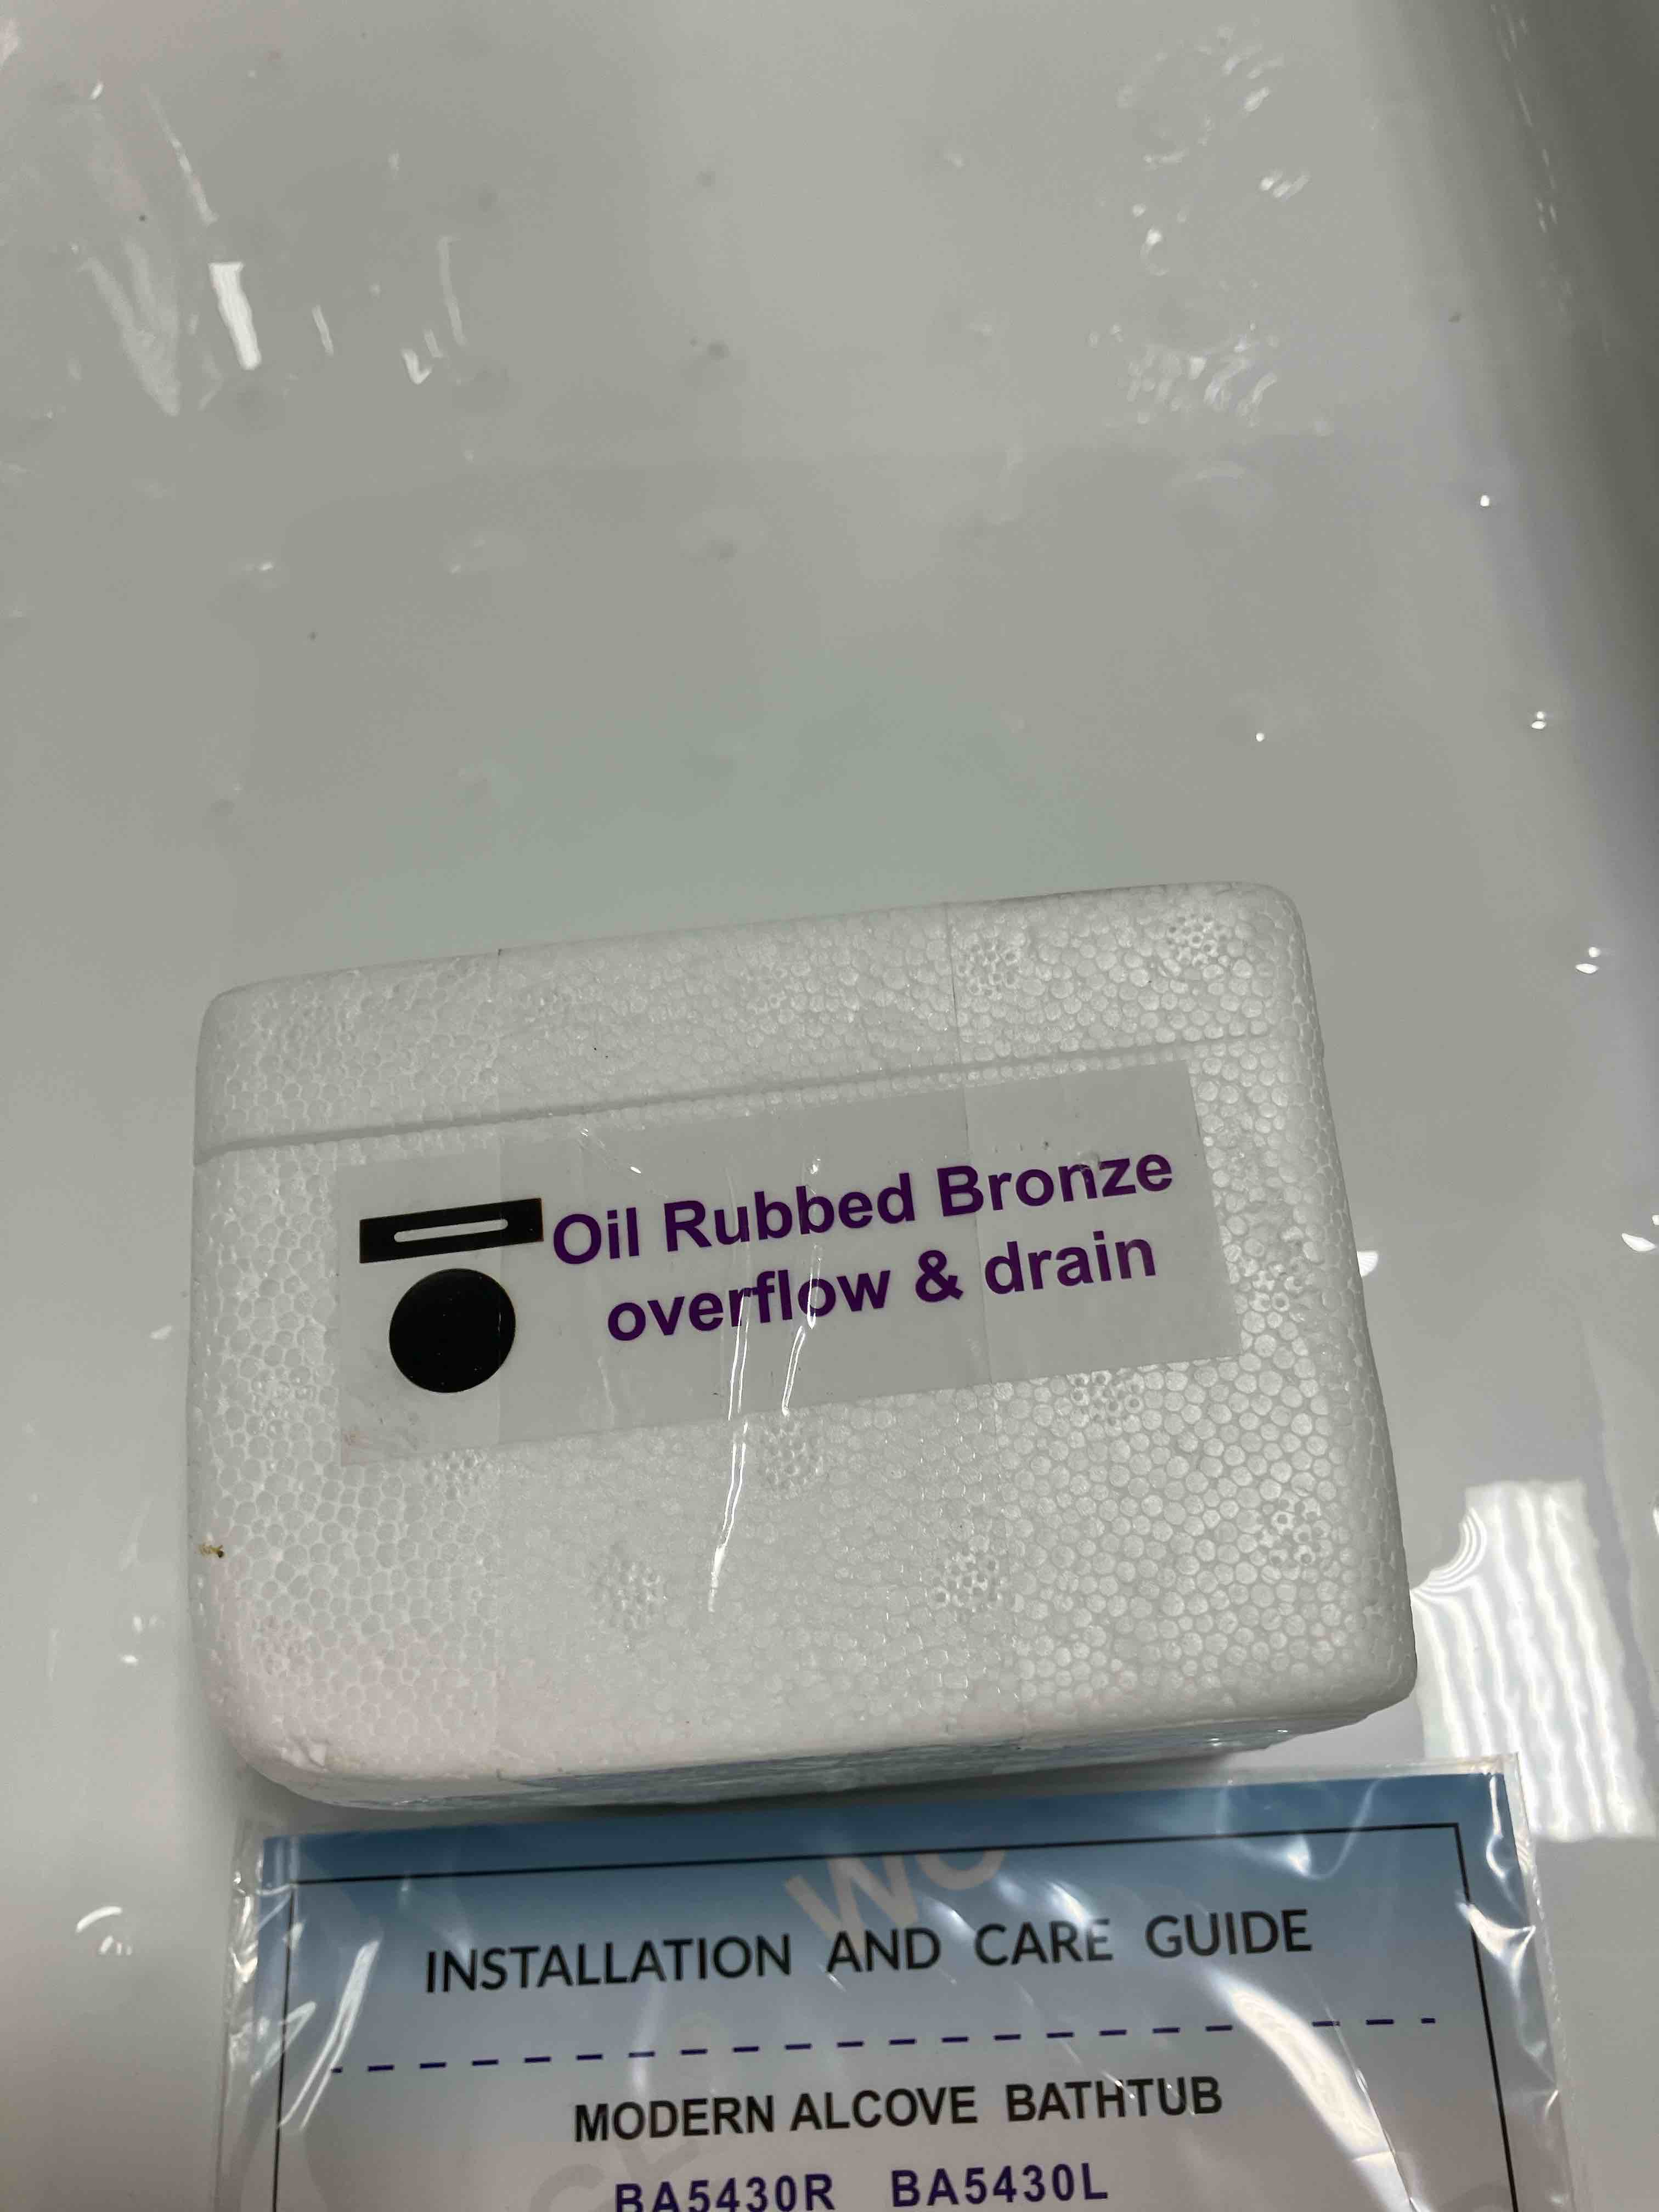 Oil Rubbed Bronze
overflow & drain
INSTALLATION AND CARE GUIDE
MODERN ALCOVE BATHTUB
BA5430R BA5430L